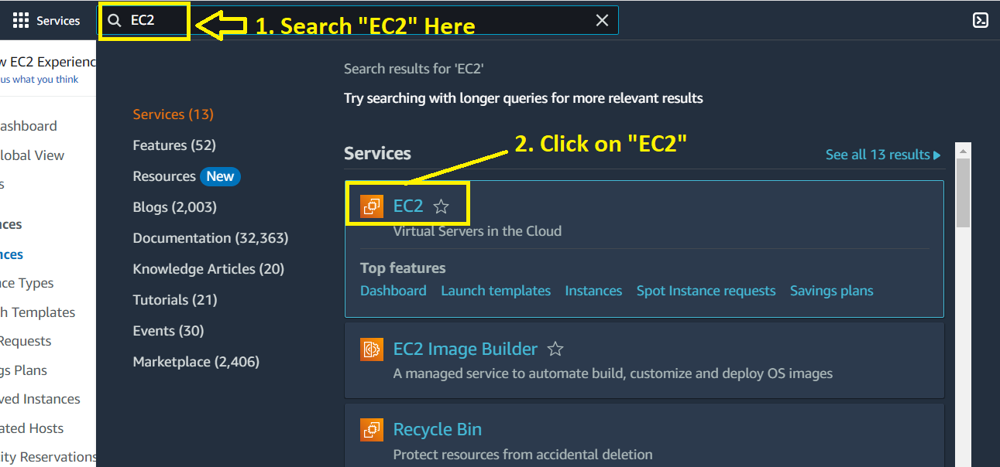 Services
EC2
1. Search "EC2" Here
w EC2 Experienc
us what you think
ashboard
lobal View
s
nces
nces
ce Types
h Templates
Requests
gs Plans
ved Instances
ated Hosts
city Reservations
Services (13)
Features (52)
Resources New
Blogs (2,003)
Documentation (32,363)
Knowledge Articles (20)
Tutorials (21)
Events (30)
Marketplace (2,406)
Search results for 'EC2'
Try searching with longer queries for more relevant results
2. Click on "EC2"
Services
See all 13 results
EC2
Virtual Servers in the Cloud
Top features
Dashboard Launch templates Instances Spot Instance requests Savings plans
EC2 Image Builder
A managed service to automate build, customize and deploy OS images
Recycle Bin
Protect resources from accidental deletion